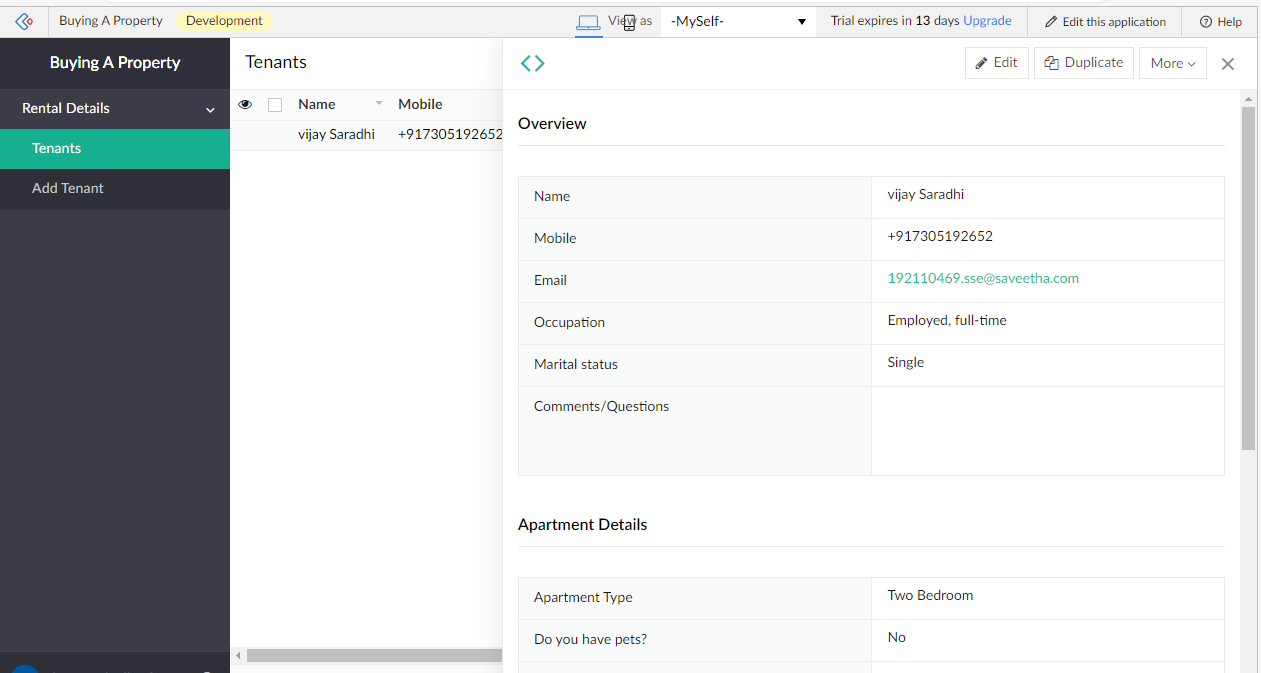 Buying A Property Development View as -MySelf- Trial expires in 13 days Upgrade Edit this application Help
Buying A Property
Rental Details
Tenants
Add Tenant
Tenants
Name Mobile
vijay Saradhi +917305192652
Edit Duplicate More
Overview
Name vijay Saradhi
Mobile +917305192652
Email 192110469.sse@saveetha.com
Occupation Employed, full-time
Marital status Single
Comments/Questions
Apartment Details
Apartment Type Two Bedroom
Do you have pets? No